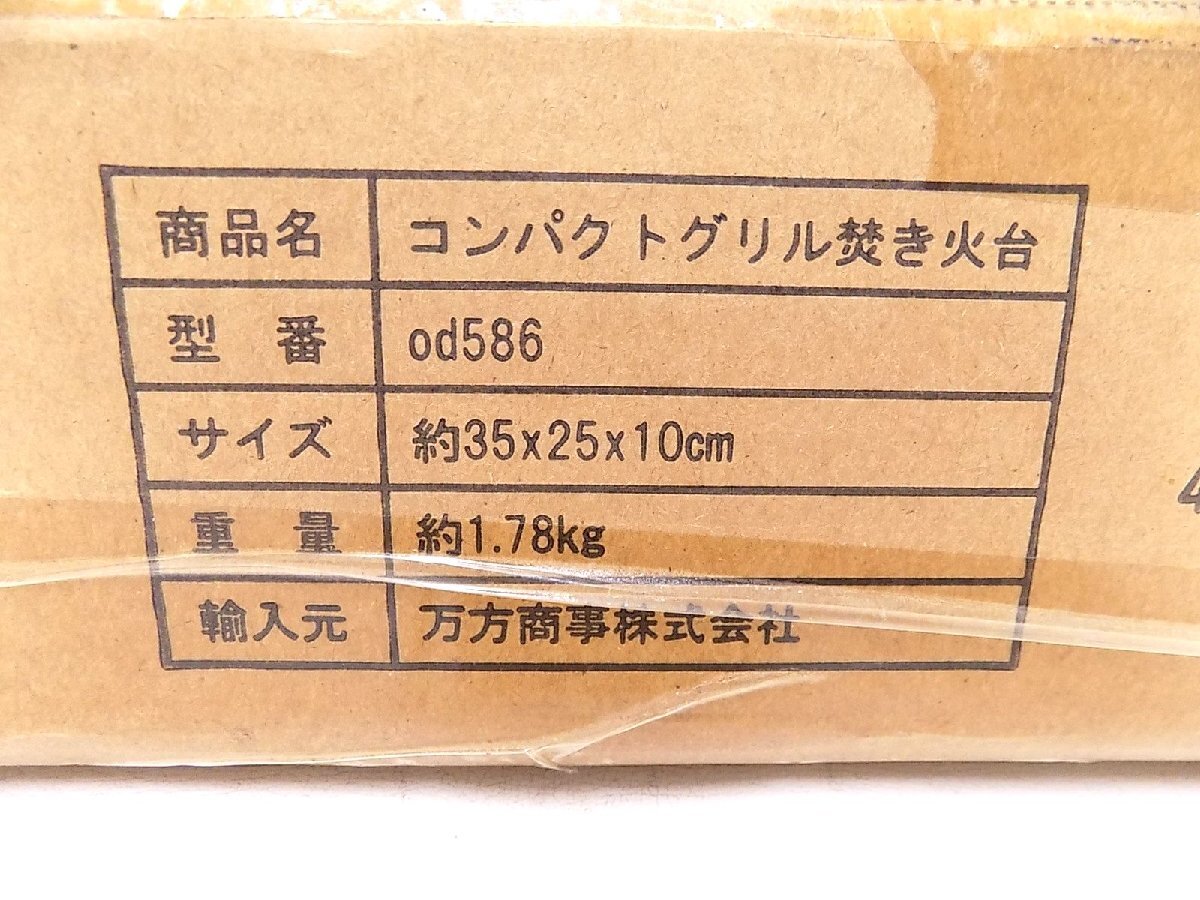 商品名 コンパクトグリル焚き火台
型 番 od586
サイズ 約35x25x10cm
重 量 約1.78kg
輸入元 万方商事株式会社